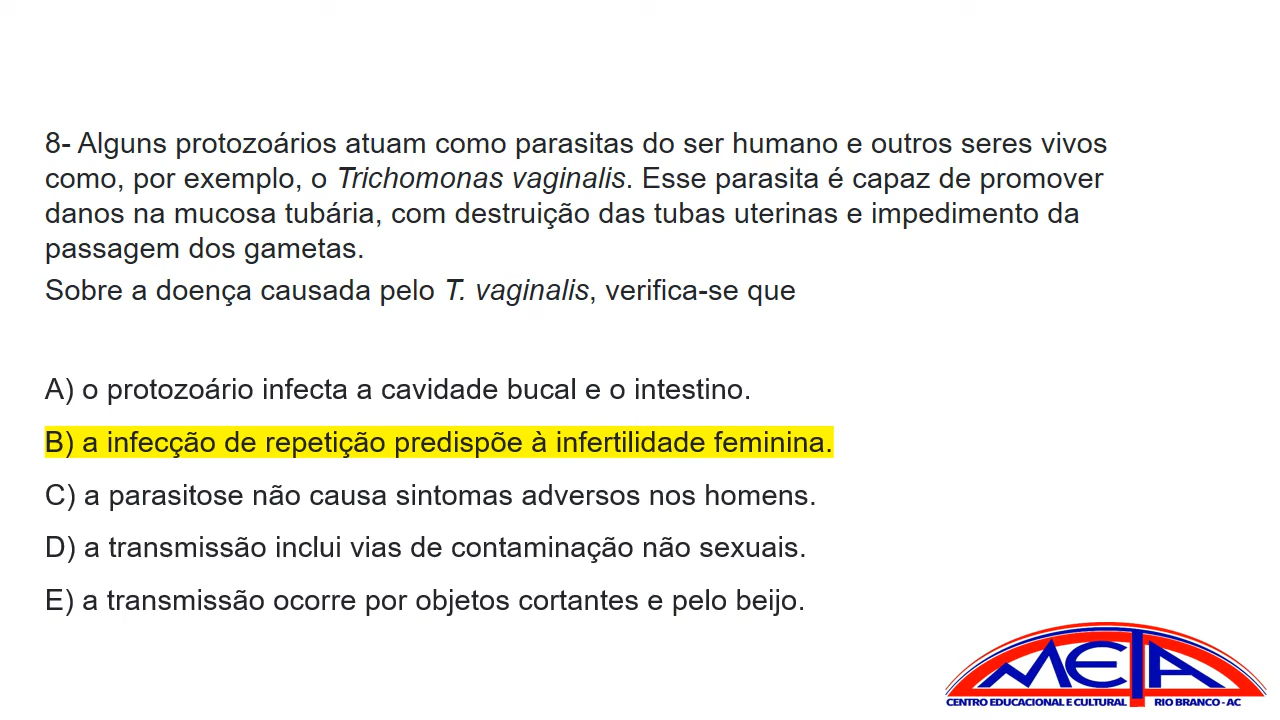 8- Alguns protozoários atuam como parasitas do ser humano e outros seres vivos
como, por exemplo, o Trichomonas vaginalis. Esse parasita é capaz de promover
danos na mucosa tubária, com destruição das tubas uterinas e impedimento da
passagem dos gametas.
Sobre a doença causada pelo T. vaginalis, verifica-se que
A) o protozoário infecta a cavidade bucal e o intestino.
B) a infecção de repetição predispõe à infertilidade feminina.
C) a parasitose não causa sintomas adversos nos homens.
D) a transmissão inclui vias de contaminação não sexuais.
E) a transmissão ocorre por objetos cortantes e pelo beijo.
META
CENTRO EDUCACIONAL E CULTURAL RIO BRANCO - AC